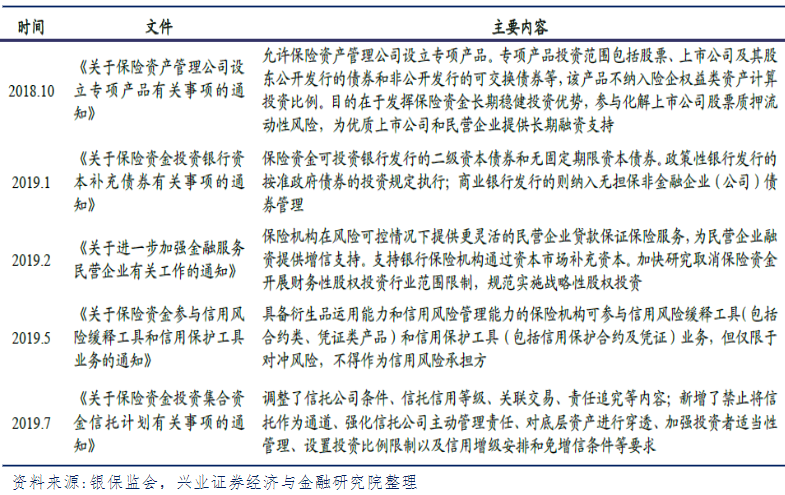 时间 文件 主要内容
2018.10
《关于保险资产管理公司设
立专项产品有关事项的通
知》
允许保险资产管理公司设立专项产品。专项产品投资范围包括股票、上市公司及其股
东公开发行的债券和非公开发行的可交换债券等，该产品不纳入险企权益类资产计算
投资比例。目的在于发挥保险资金长期稳健投资优势，参与化解上市公司股票质押流
动性风险，为优质上市公司和民营企业提供长期融资支持
2019.1
《关于保险资金投资银行资
本补充债券有关事项的通
知》
保险资金可投资银行发行的二级资本债券和无固定期限资本债券。政策性银行发行的
按准政府债券的投资规定执行；商业银行发行的则纳入无担保非金融企业（公司）债
券管理
2019.2
《关于进一步加强金融服务
民营企业有关工作的通知》
保险机构在风险可控情况下提供更灵活的民营企业贷款保证保险服务，为民营企业融
资提供增信支持。支持银行保险机构通过资本市场补充资本。加快研究取消保险资金
开展财务性股权投资行业范围限制，规范实施战略性股权投资
2019.5
《关于保险资金参与信用风
险缓释工具和信用保护工具
业务的通知》
具备衍生品运用能力和信用风险管理能力的保险机构可参与信用风险缓释工具（包括
合约类、凭证类产品）和信用保护工具（包括信用保护合约及凭证）业务，但仅限于
对冲风险，不得作为信用风险承担方
2019.7
《关于保险资金投资集合资
金信托计划有关事项的通
知》
调整了信托公司条件、信托信用等级、关联交易、责任追究等内容；新增了禁止将信
托作为通道、强化信托公司主动管理责任、对底层资产进行穿透、加强投资者适当性
管理、设置投资比例限制以及信用增级安排和免增信条件等要求
资料来源:银保监会，兴业证券经济与金融研究院整理